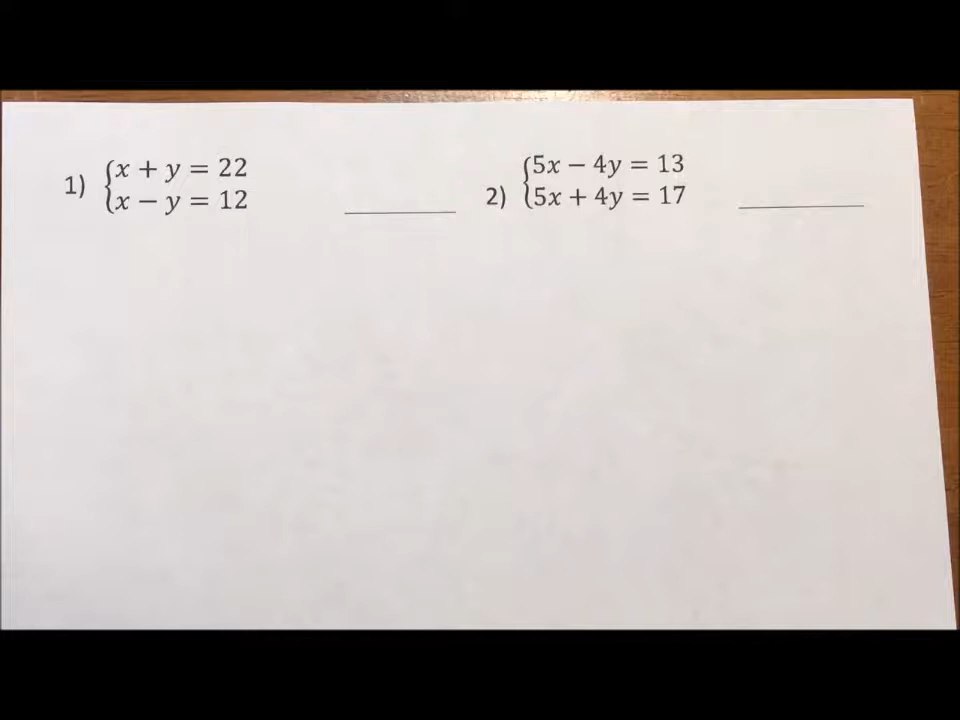 1) {x + y = 22
x − y = 12
2) {5x − 4y = 13
5x + 4y = 17